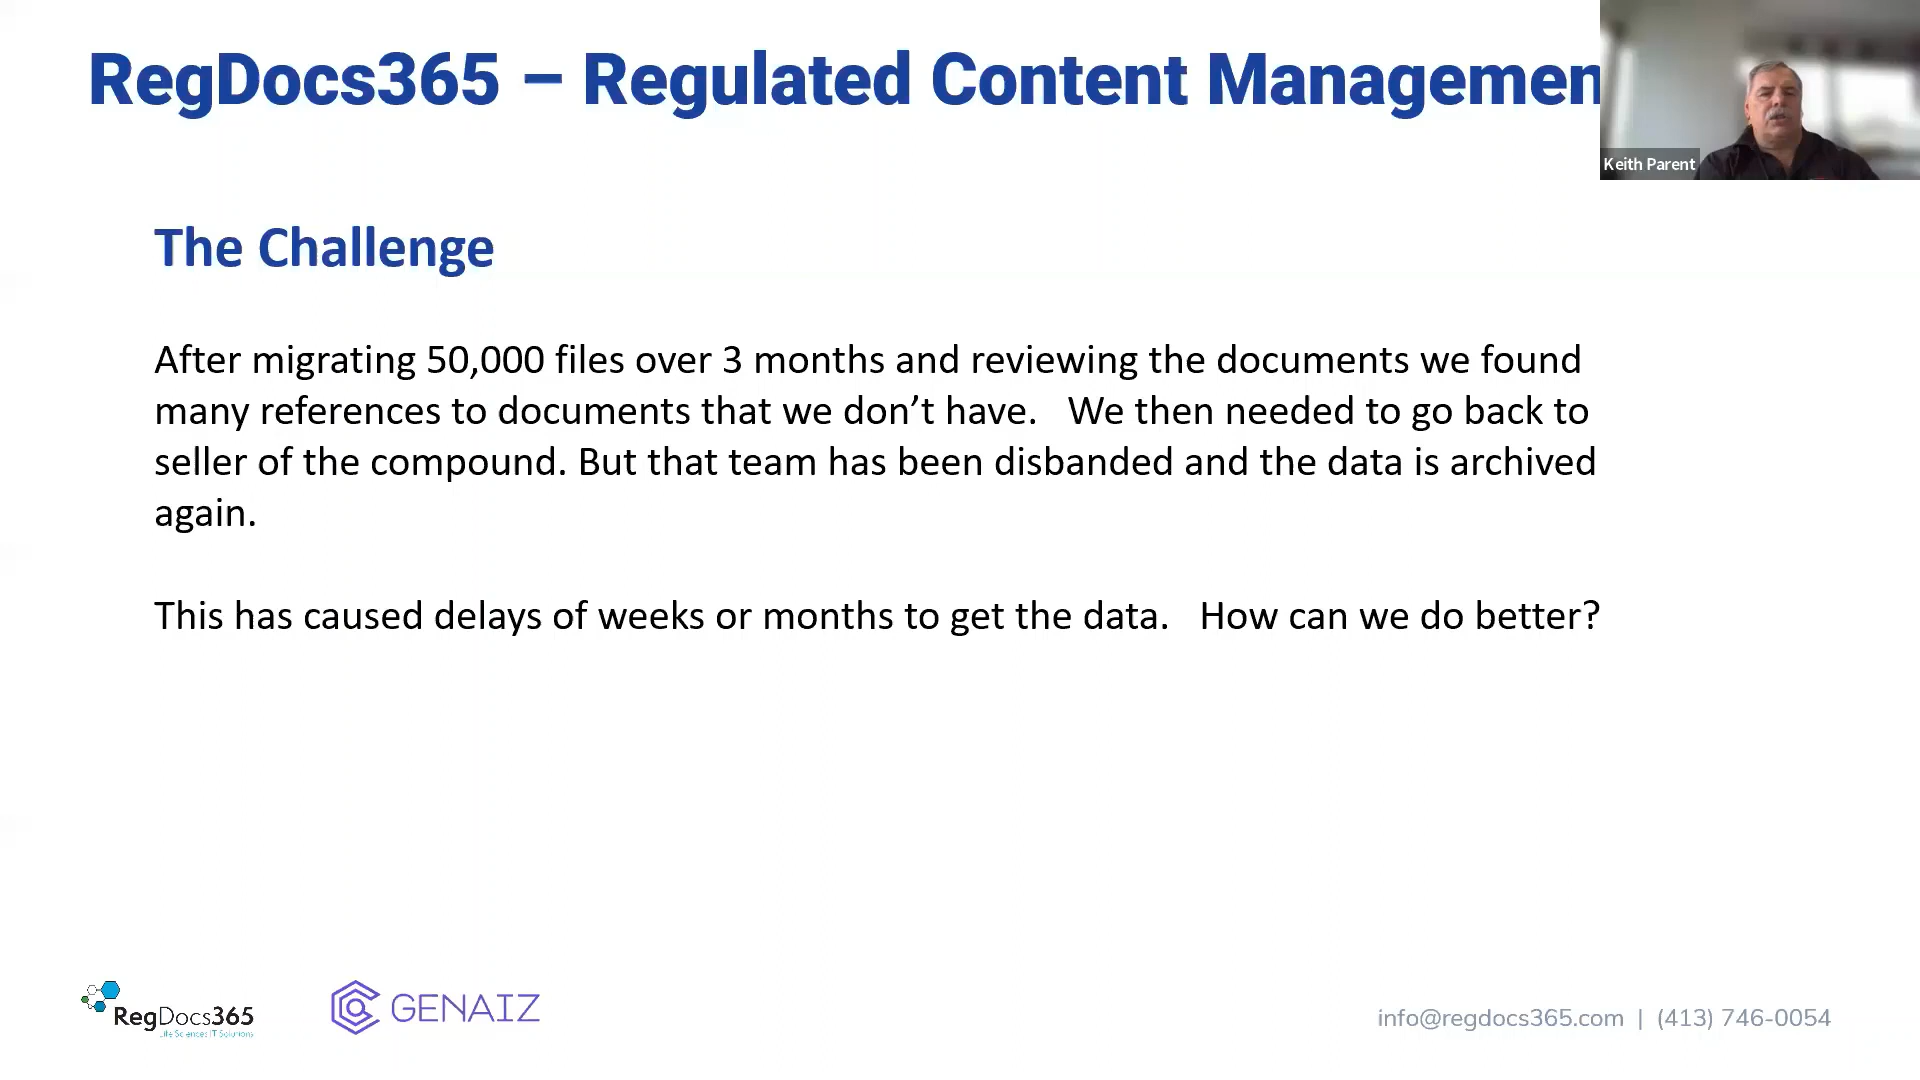 RegDocs365 – Regulated Content Managemen
Keith Parent
The Challenge
After migrating 50,000 files over 3 months and reviewing the documents we found
many references to documents that we don’t have. We then needed to go back to
seller of the compound. But that team has been disbanded and the data is archived
again.
This has caused delays of weeks or months to get the data. How can we do better?
RegDocs365
Life Sciences IT Solutions
GENAIZ
info@regdocs365.com | (413) 746-0054